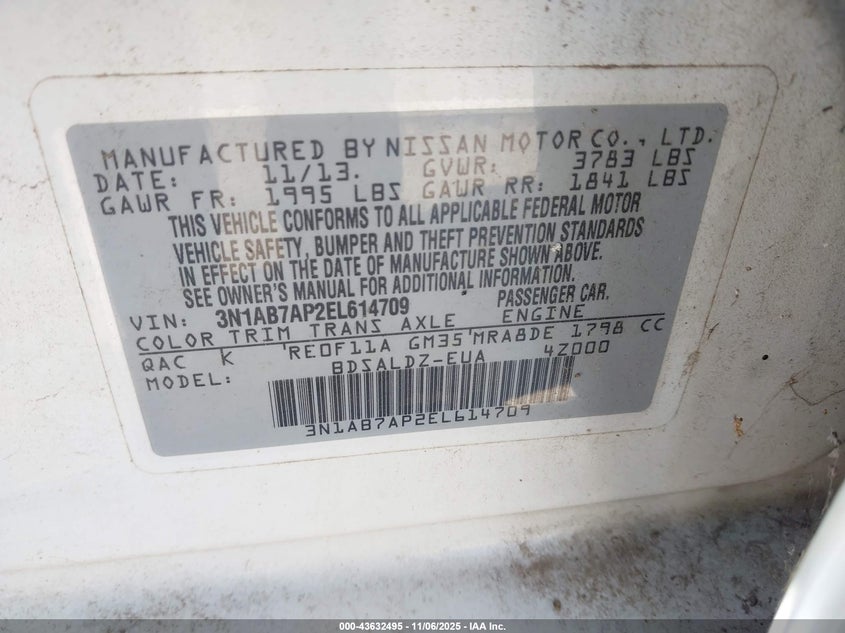 MANUFACTURED BY NISSAN MOTOR CO., LTD.
DATE: 11/13. GVWR: 3783 LBS
GAWR FR: 1995 LBS GAWR RR: 1841 LBS
THIS VEHICLE CONFORMS TO ALL APPLICABLE FEDERAL MOTOR
VEHICLE SAFETY, BUMPER AND THEFT PREVENTION STANDARDS
IN EFFECT ON THE DATE OF MANUFACTURE SHOWN ABOVE.
SEE OWNER'S MANUAL FOR ADDITIONAL INFORMATION.
VIN: 3N1AB7AP2EL614709 PASSENGER CAR.
COLOR TRIM TRANS AXLE ENGINE
QAC K RE0F11A GM35 MRA8DE 1798 CC
MODEL: BDSALDZ-EUA 4Z000
3N1AB7AP2EL614709
000-43632495 - 11/06/2025 - IAA Inc.